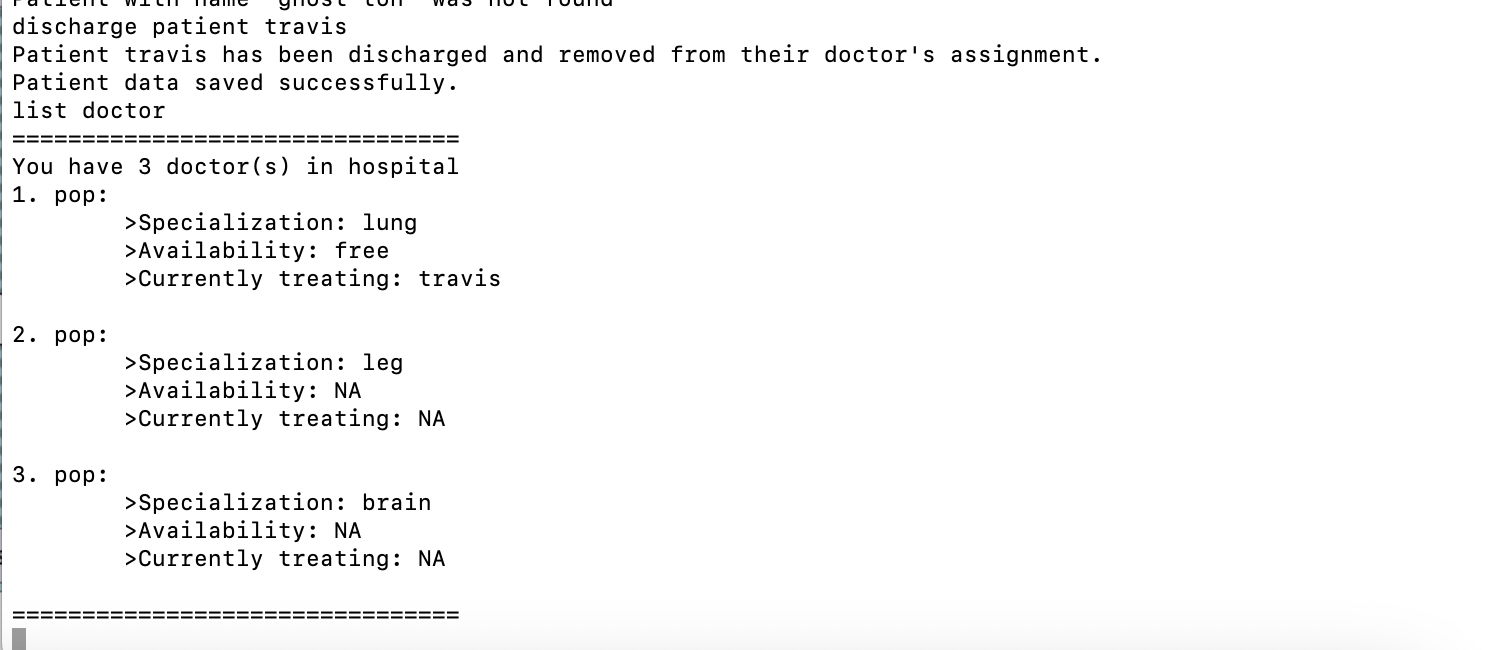 Patient with name "ghost ton" was not found
discharge patient travis
Patient travis has been discharged and removed from their doctor's assignment.
Patient data saved successfully.
list doctor
================================
You have 3 doctor(s) in hospital
1. pop:
>Specialization: lung
>Availability: free
>Currently treating: travis
2. pop:
>Specialization: leg
>Availability: NA
>Currently treating: NA
3. pop:
>Specialization: brain
>Availability: NA
>Currently treating: NA
================================